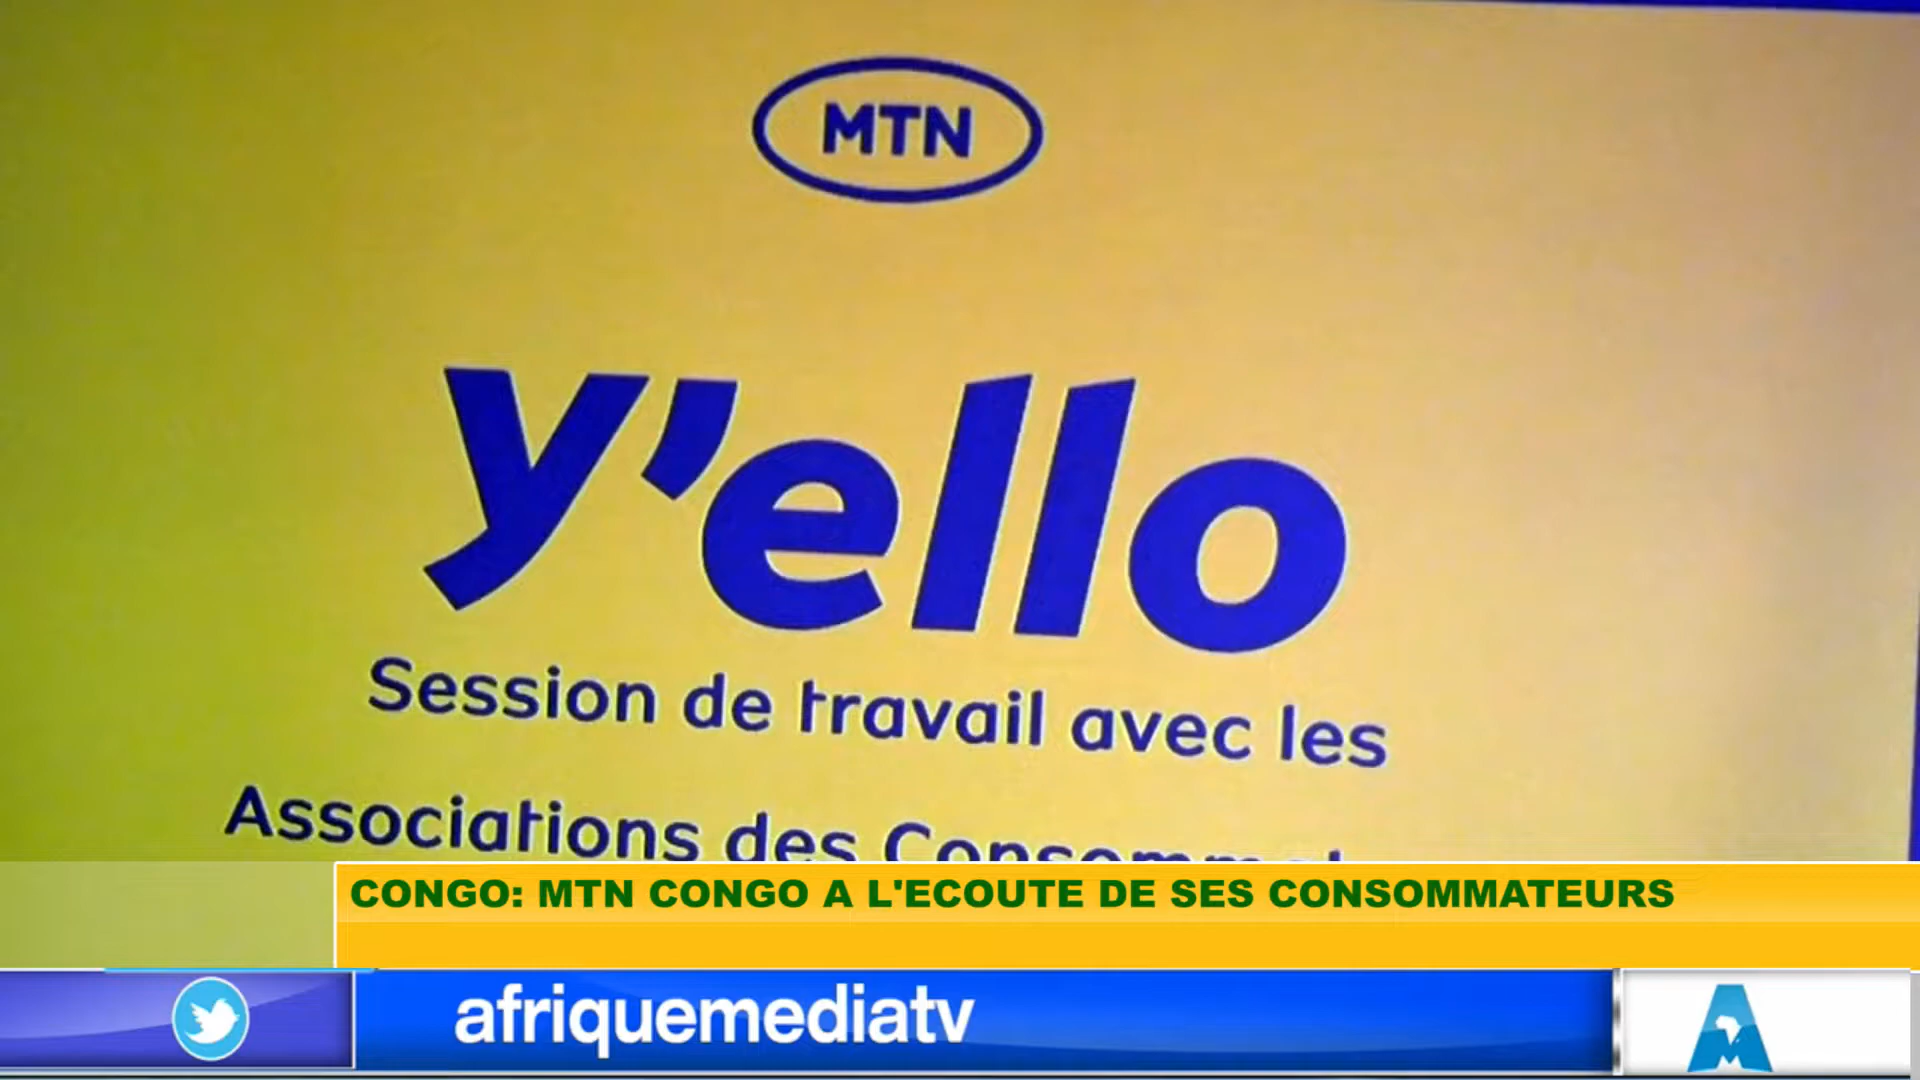 MTN
y'ello
Session de travail avec les
Associations des
CONGO: MTN CONGO A L'ECOUTE DE SES CONSOMMATEURS
afriquemediatv